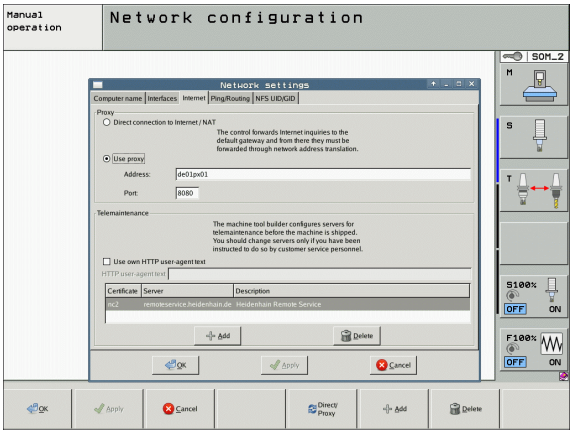 Manual
operation
Network configuration
SOM_2
M
Network settings
Computer name Interfaces Internet Ping/Routing NFS UID/GID
Proxy
Direct connection to Internet / NAT
The control forwards Internet inquiries to the
default gateway and from there they must be
forwarded through network address translation.
Use proxy
Address: de01px01
Port: 8080
S
T
Telemaintenance
The machine tool builder configures servers for
telemaintenance before the machine is shipped.
You should change servers only if you have been
instructed to do so by customer service personnel.
Use own HTTP user-agent text
HTTP user-agent text
Certificate Server Description
nc2 remoteservice.heidenhain.de Heidenhain Remote Service
Add Delete
OK Apply Cancel
S100%
OFF ON
F100%
OFF ON
OK Apply Cancel Direct/
Proxy Add Delete